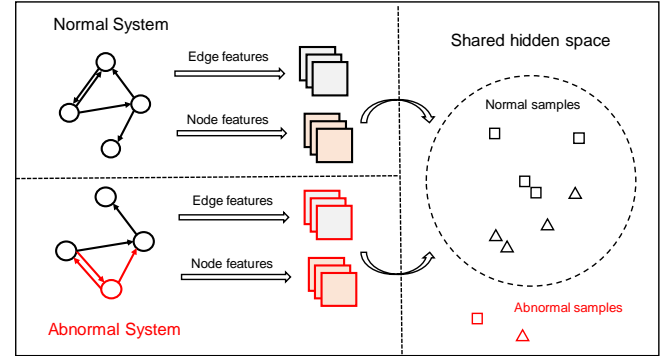 Normal System
Edge features
Node features
Shared hidden space
Normal samples
Edge features
Node features
Abnormal System
Abnormal samples